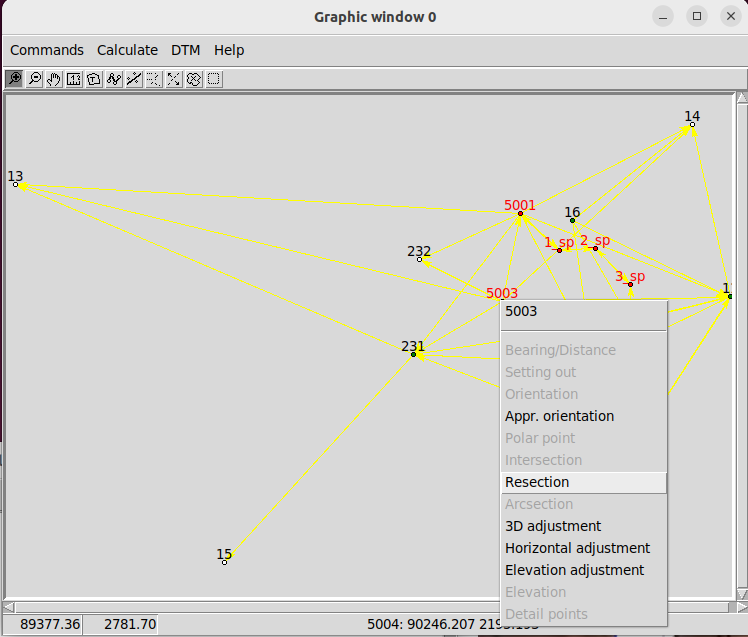 Graphic window 0
Commands Calculate DTM Help
14
13
5001
16
232
1_sp
2_sp
3_sp
5003
1
231
15
5003
Bearing/Distance
Setting out
Orientation
Appr. orientation
Polar point
Intersection
Resection
Arcsection
3D adjustment
Horizontal adjustment
Elevation adjustment
Elevation
Detail points
89377.36 2781.70 5004: 90246.207 2193.193